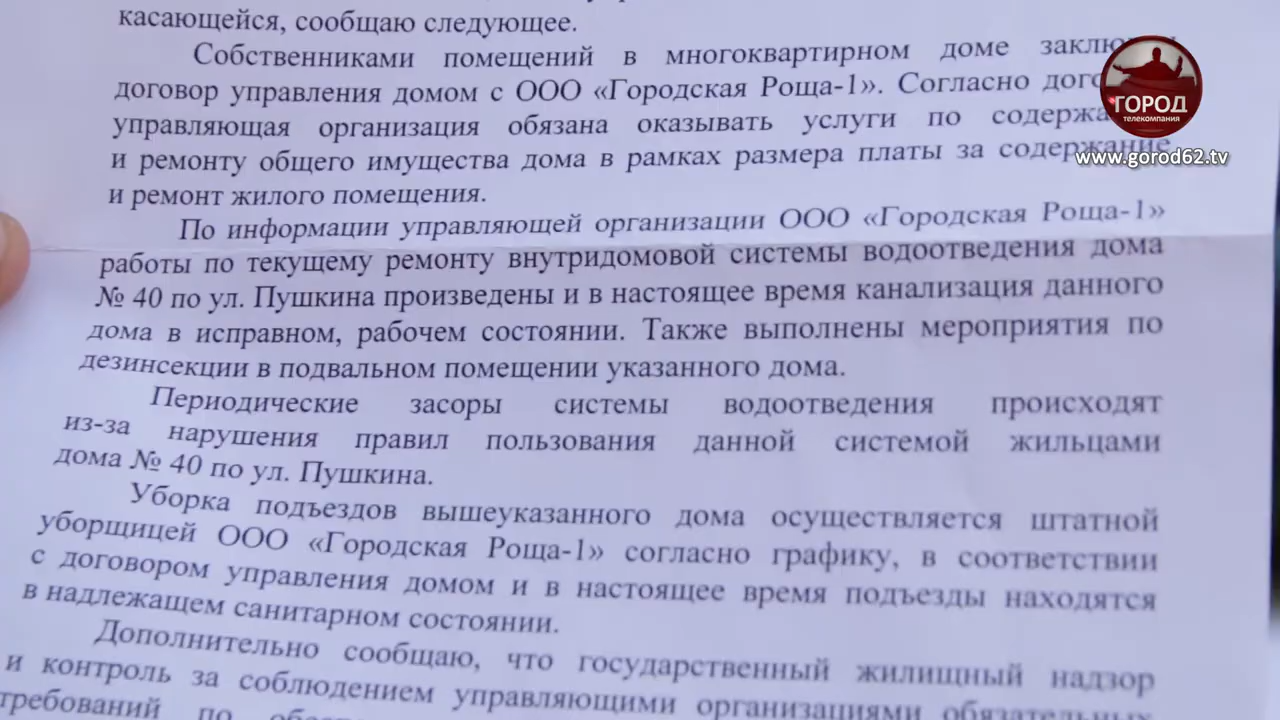 касающейся, сообщаю следующее.
Собственниками помещений в многоквартирном доме
договор управления домом с ООО «Городская Роща-1». Согласно
управляющая организация обязана оказывать услуги по
и ремонту общего имущества дома в рамках размера платы за содержание
и ремонт жилого помещения.
По информации управляющей организации ООО «Городская Роща-1»
работы по текущему ремонту внутридомовой системы водоотведения дома
№ 40 по ул. Пушкина произведены и в настоящее время канализация данного
дома в исправном, рабочем состоянии. Также выполнены мероприятия по
дезинсекции в подвальном помещении указанного дома.
Периодические засоры системы водоотведения происходят
из-за нарушения правил пользования данной системой жильцами
дома № 40 по ул. Пушкина.
Уборка подъездов вышеуказанного дома осуществляется штатной
уборщицей ООО «Городская Роща-1» согласно графику, в соответствии
с договором управления домом и в настоящее время подъезды находятся
в надлежащем санитарном состоянии.
Дополнительно сообщаю, что государственный жилищный надзор
и контроль за соблюдением управляющими организациями обязательных
требований по
ГОРОД
телекомпания
www.gorod62.tv